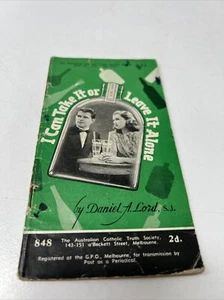 I Can Take It or
Leave It Alone
by Daniel A. Lord, S.J.
848
The Australian Catholic Truth Society,
143-151 a'Beckett Street, Melbourne.
2d.
Registered at the G.P.O., Melbourne, for transmission by
Post as a Periodical.